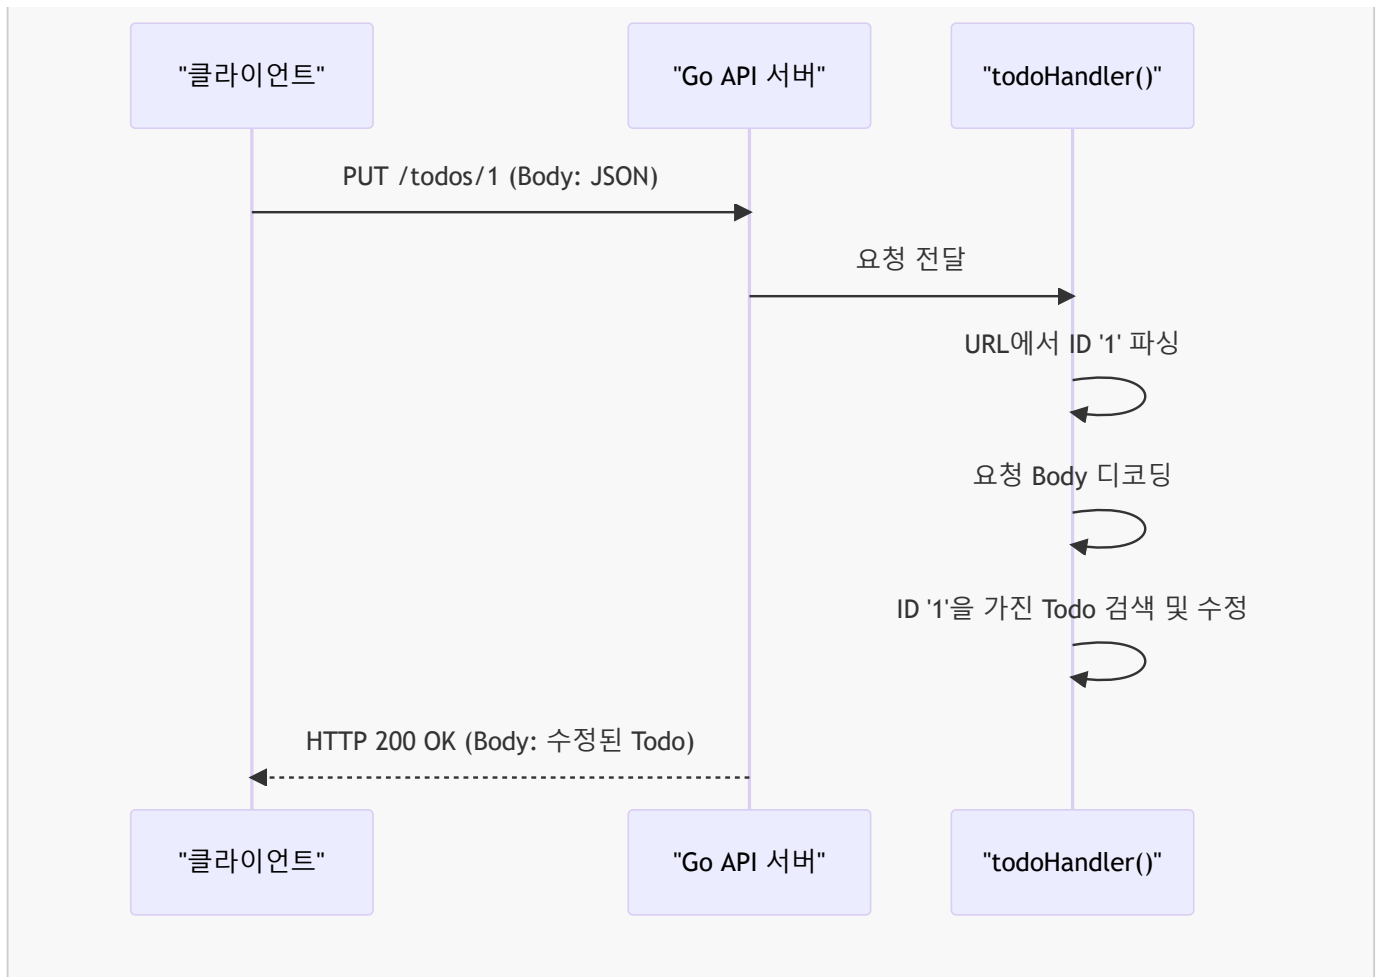 "클라이언트"
"Go API 서버"
"todoHandler()"
PUT /todos/1 (Body: JSON)
요청 전달
URL에서 ID '1' 파싱
요청 Body 디코딩
ID '1'을 가진 Todo 검색 및 수정
HTTP 200 OK (Body: 수정된 Todo)
"클라이언트"
"Go API 서버"
"todoHandler()"